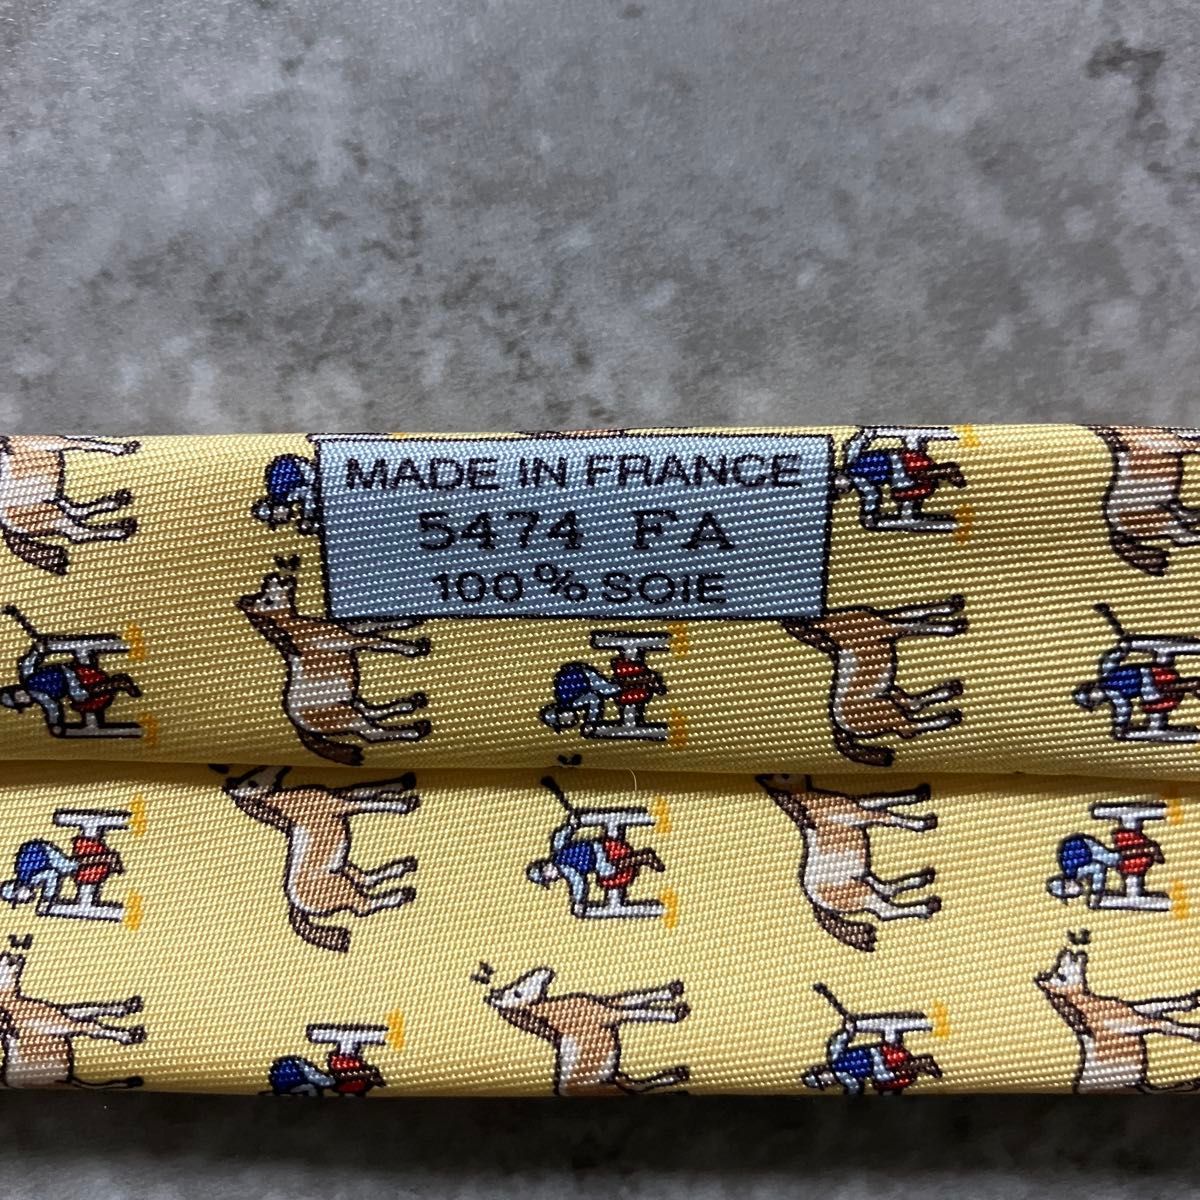 MADE IN FRANCE
5474 FA
100% SOIE